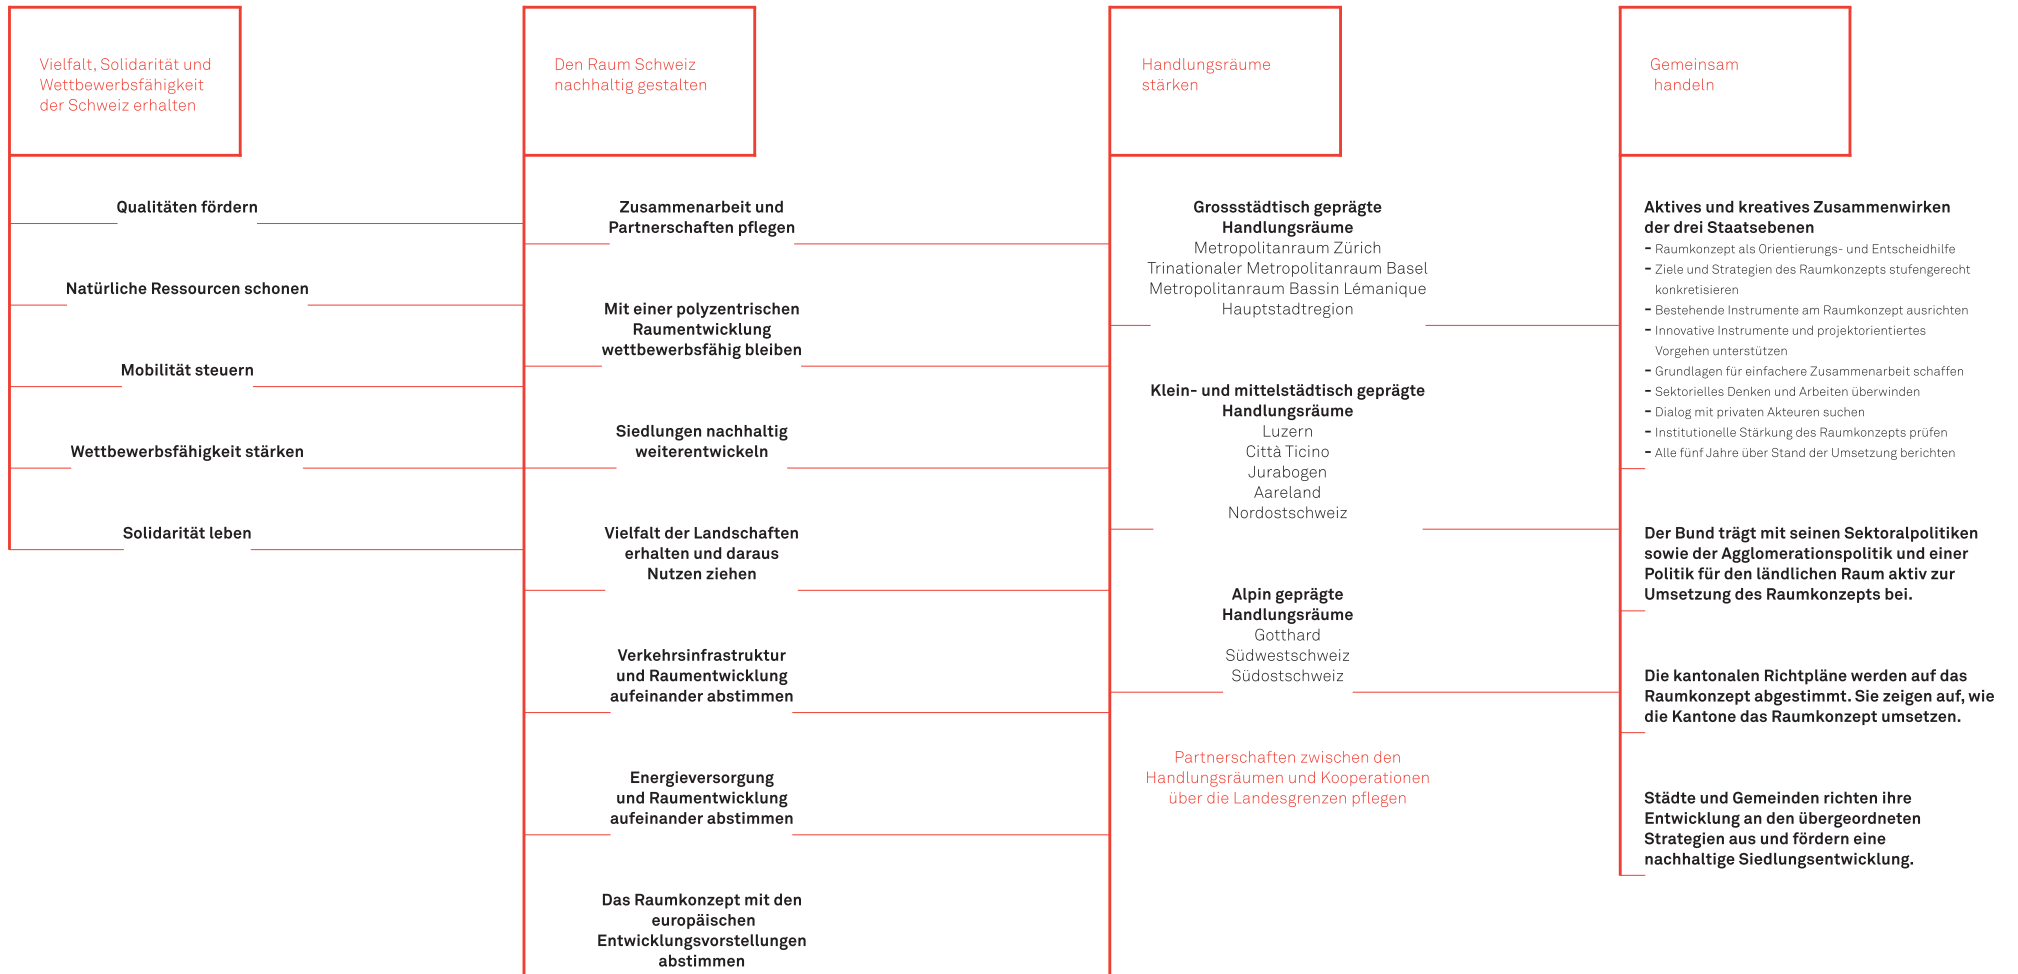 Vielfalt, Solidarität und
Wettbewerbsfähigkeit
der Schweiz erhalten
Qualitäten fördern
Natürliche Ressourcen schonen
Mobilität steuern
Wettbewerbsfähigkeit stärken
Solidarität leben
Den Raum Schweiz
nachhaltig gestalten
Zusammenarbeit und
Partnerschaften pflegen
Mit einer polyzentrischen
Raumentwicklung
wettbewerbsfähig bleiben
Siedlungen nachhaltig
weiterentwickeln
Vielfalt der Landschaften
erhalten und daraus
Nutzen ziehen
Verkehrsinfrastruktur
und Raumentwicklung
aufeinander abstimmen
Energieversorgung
und Raumentwicklung
aufeinander abstimmen
Das Raumkonzept mit den
europäischen
Entwicklungsvorstellungen
abstimmen
Handlungsräume
stärken
Grossstädtisch geprägte
Handlungsräume
Metropolitanraum Zürich
Trinationaler Metropolitanraum Basel
Metropolitanraum Bassin Lémanique
Hauptstadtregion
Klein- und mittelstädtisch geprägte
Handlungsräume
Luzern
Città Ticino
Jurabogen
Aareland
Nordostschweiz
Alpin geprägte
Handlungsräume
Gotthard
Südwestschweiz
Südostschweiz
Partnerschaften zwischen den
Handlungsräumen und Kooperationen
über die Landesgrenzen pflegen
Gemeinsam
handeln
Aktives und kreatives Zusammenwirken
der drei Staatsebenen
- Raumkonzept als Orientierungs- und Entscheidhilfe
- Ziele und Strategien des Raumkonzepts stufengerecht
konkretisieren
- Bestehende Instrumente am Raumkonzept ausrichten
- Innovative Instrumente und projektorientiertes
Vorgehen unterstützen
- Grundlagen für einfachere Zusammenarbeit schaffen
- Sektorielles Denken und Arbeiten überwinden
- Dialog mit privaten Akteuren suchen
- Institutionelle Stärkung des Raumkonzepts prüfen
- Alle fünf Jahre über Stand der Umsetzung berichten
Der Bund trägt mit seinen Sektoralpolitiken
sowie der Agglomerationspolitik und einer
Politik für den ländlichen Raum aktiv zur
Umsetzung des Raumkonzepts bei.
Die kantonalen Richtpläne werden auf das
Raumkonzept abgestimmt. Sie zeigen auf, wie
die Kantone das Raumkonzept umsetzen.
Städte und Gemeinden richten ihre
Entwicklung an den übergeordneten
Strategien aus und fördern eine
nachhaltige Siedlungsentwicklung.